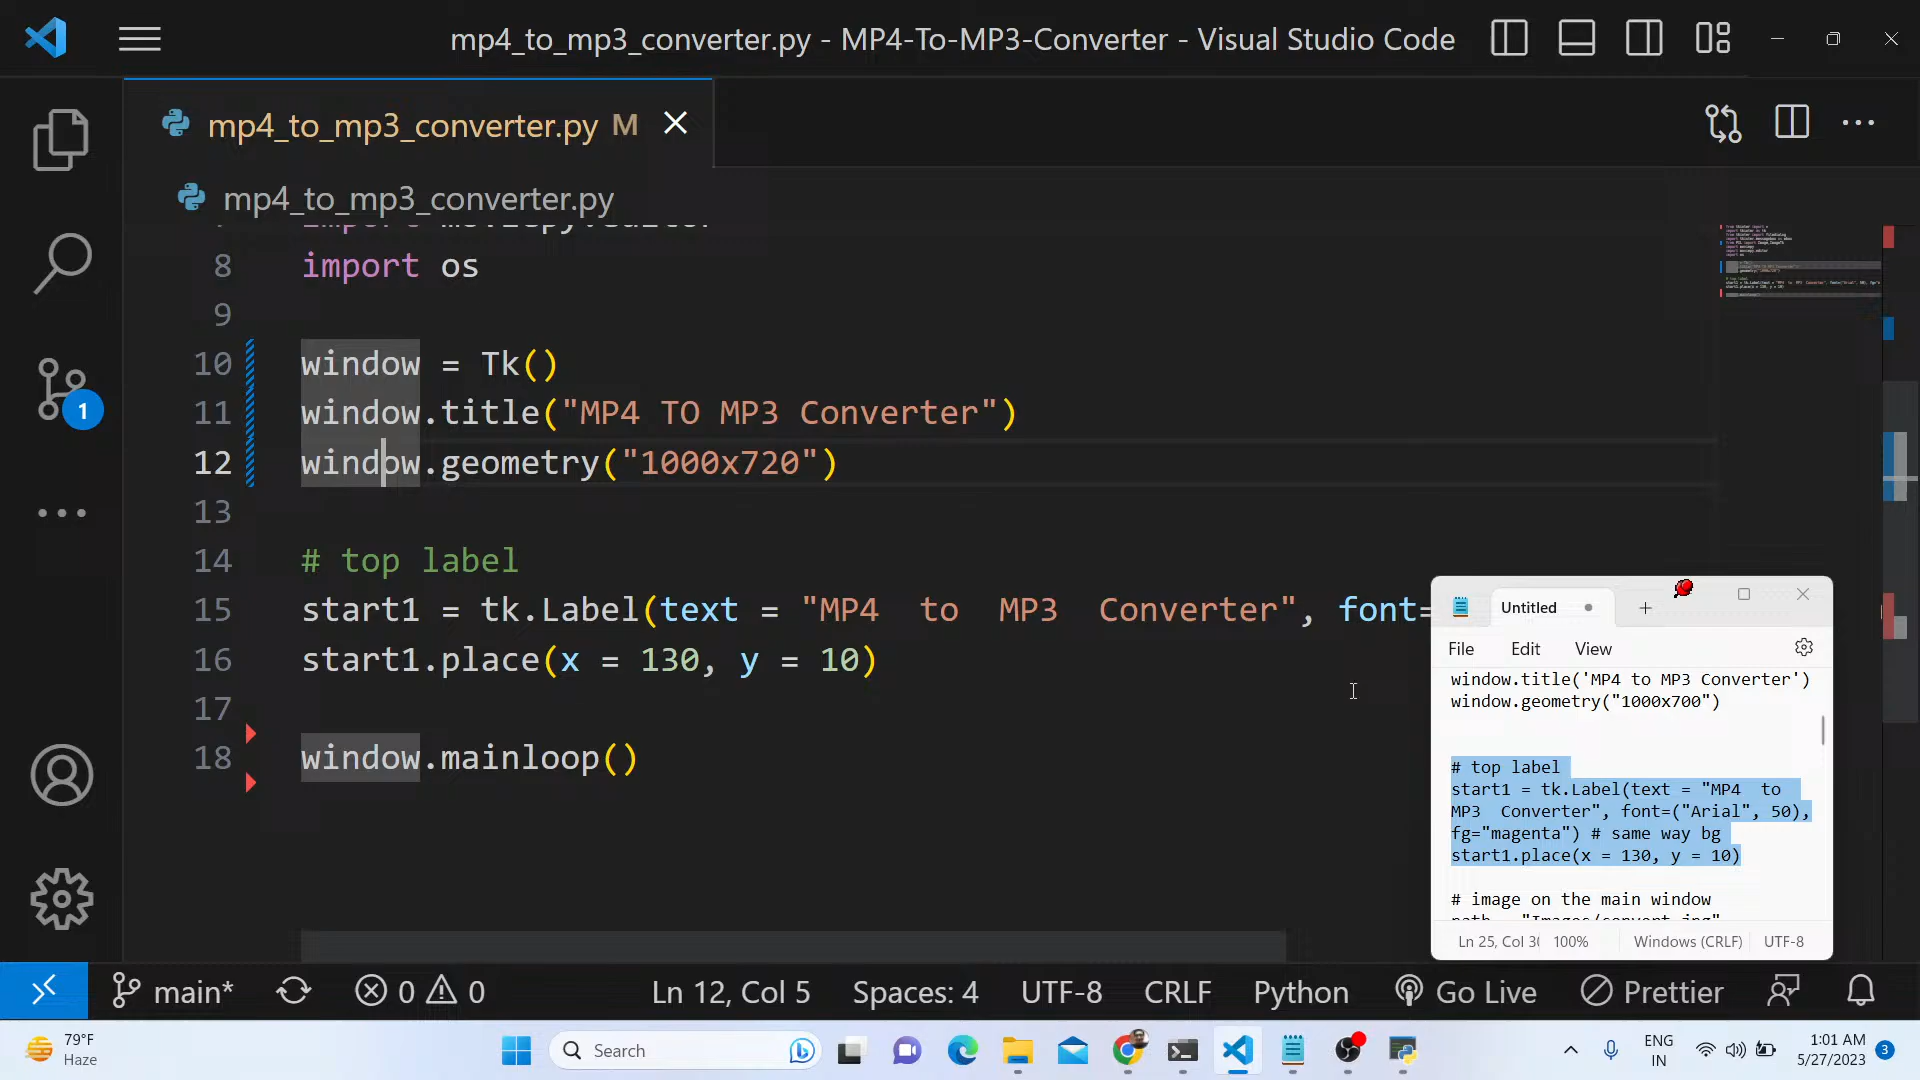 mp4_to_mp3_converter.py - MP4-To-MP3-Converter - Visual Studio Code
mp4_to_mp3_converter.py M
mp4_to_mp3_converter.py
8 import os
9
10 window = Tk()
11 window.title("MP4 TO MP3 Converter")
12 window.geometry("1000x720")
13
14 # top label
15 start1 = tk.Label(text = "MP4  to  MP3  Converter", font=
16 start1.place(x = 130, y = 10)
17
18 window.mainloop()
1
Untitled
File Edit View
window.title('MP4 to MP3 Converter')
window.geometry("1000x700")
# top label
start1 = tk.Label(text = "MP4  to
MP3  Converter", font=("Arial", 50),
fg="magenta") # same way bg
start1.place(x = 130, y = 10)
# image on the main window
Ln 25, Col 100% Windows (CRLF) UTF-8
main* 0 0 Ln 12, Col 5 Spaces: 4 UTF-8 CRLF Python Go Live Prettier
79°F
Haze
Search
ENG
IN
1:01 AM
5/27/2023
3